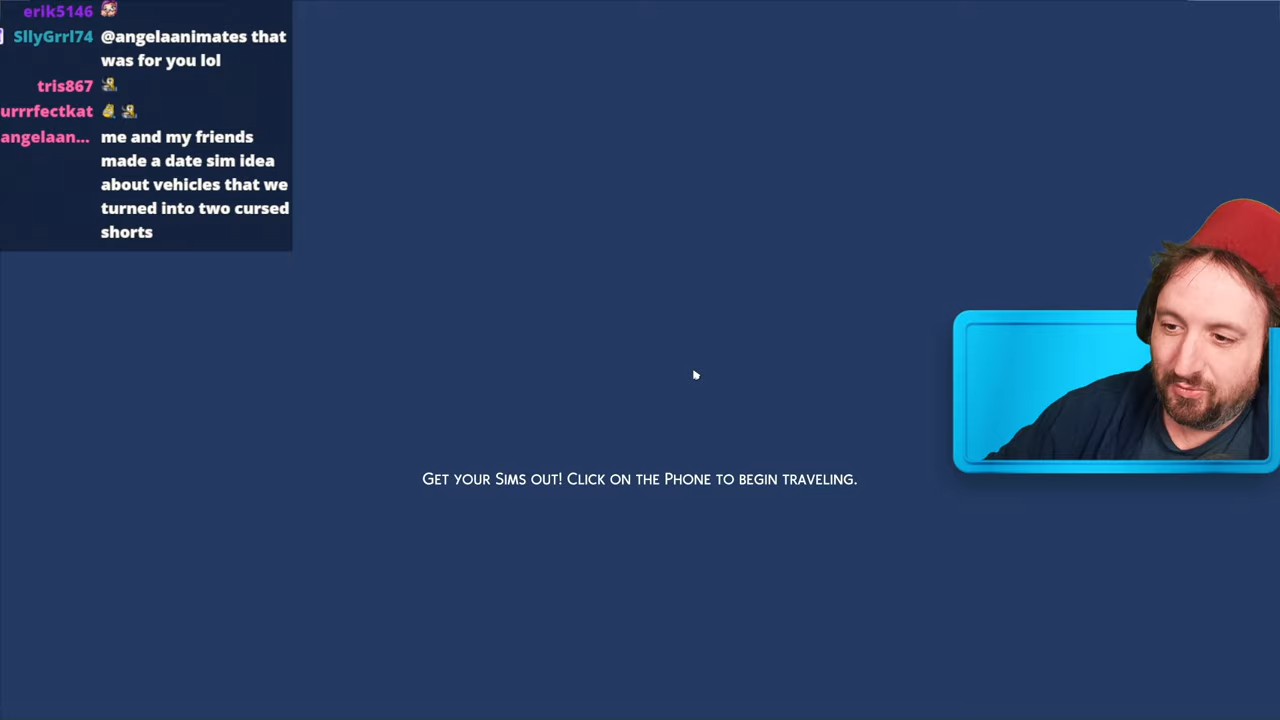 erik5146
SllyGrrl74 @angelaanimates that
was for you lol
tris867
urrrfectkat
angelaan... me and my friends
made a date sim idea
about vehicles that we
turned into two cursed
shorts
Get your Sims out! Click on the Phone to begin traveling.